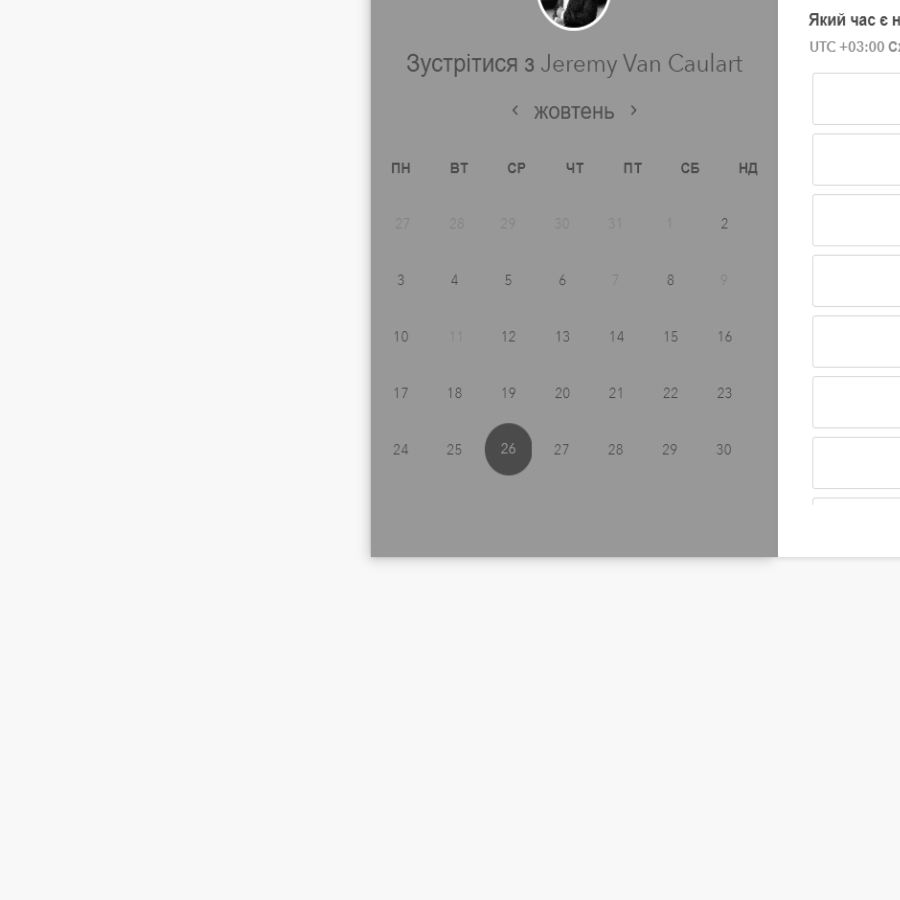 Який час є н
UTC +03:00
Зустрітися з Jeremy Van Caulart
‹ жовтень ›
ПН ВТ СР ЧТ ПТ СБ НД
27 28 29 30 31 1 2
3 4 5 6 7 8 9
10 11 12 13 14 15 16
17 18 19 20 21 22 23
24 25 26 27 28 29 30